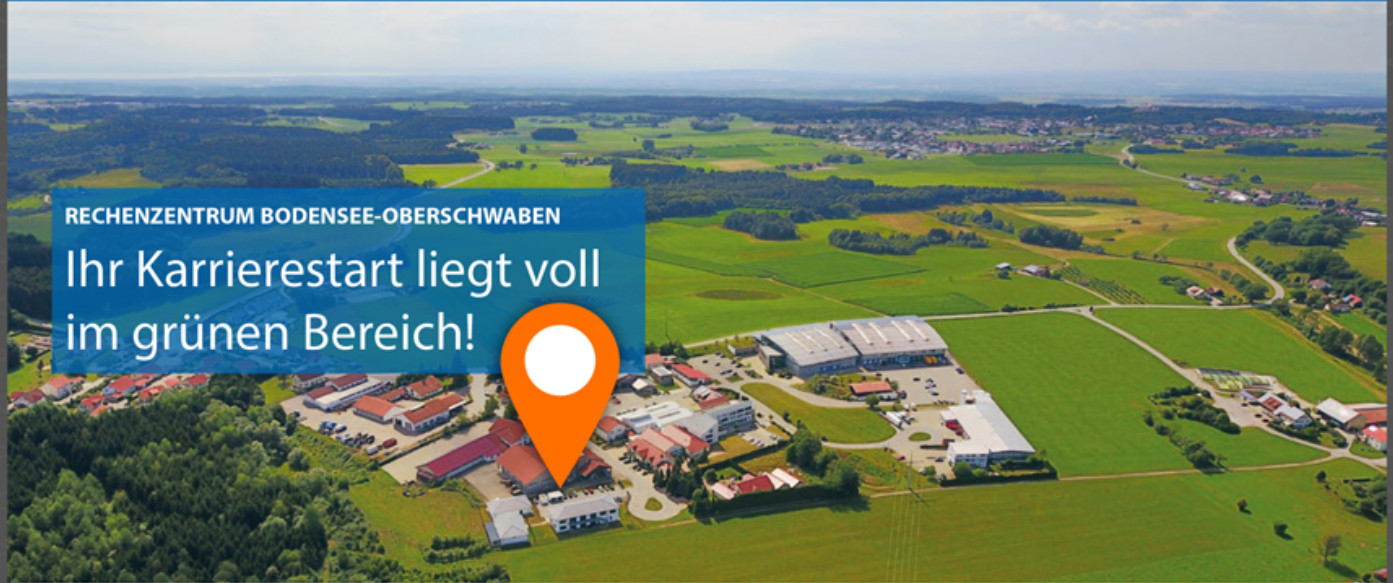 RECHENZENTRUM BODENSEE-OBERSCHWABEN
Ihr Karrierestart liegt voll
im grünen Bereich!